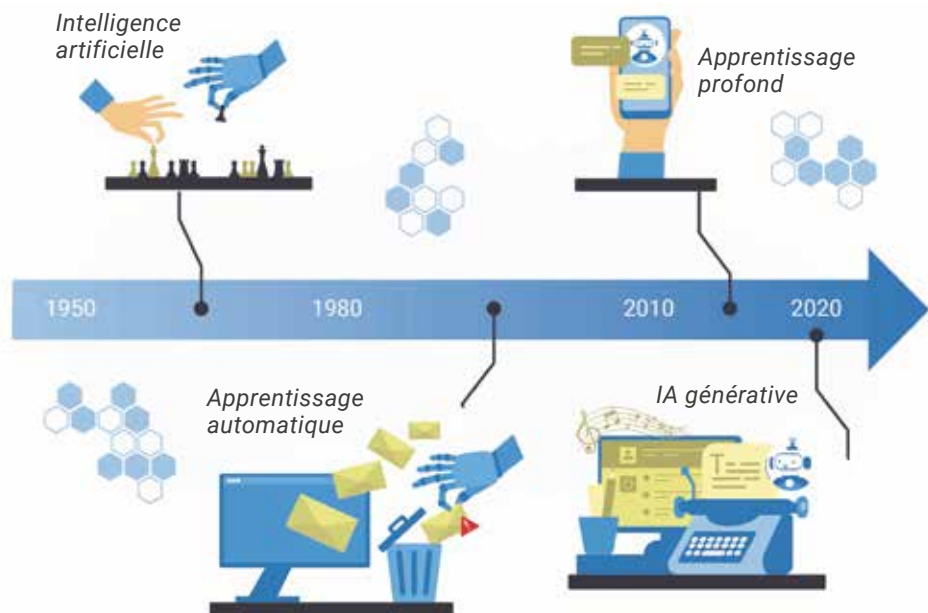 Intelligence
artificielle
Apprentissage
profond
1950
1980
2010
2020
Apprentissage
automatique
IA générative
T